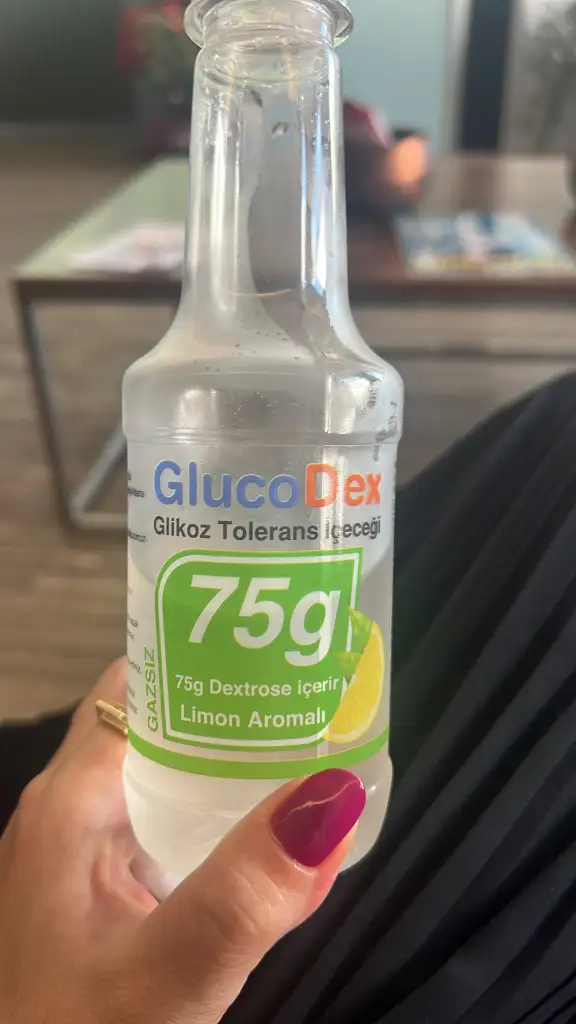 GlucoDex
Glikoz Tolerans İçeceği
75g
75g Dextrose içerir
Limon Aromalı
GAZSIZ